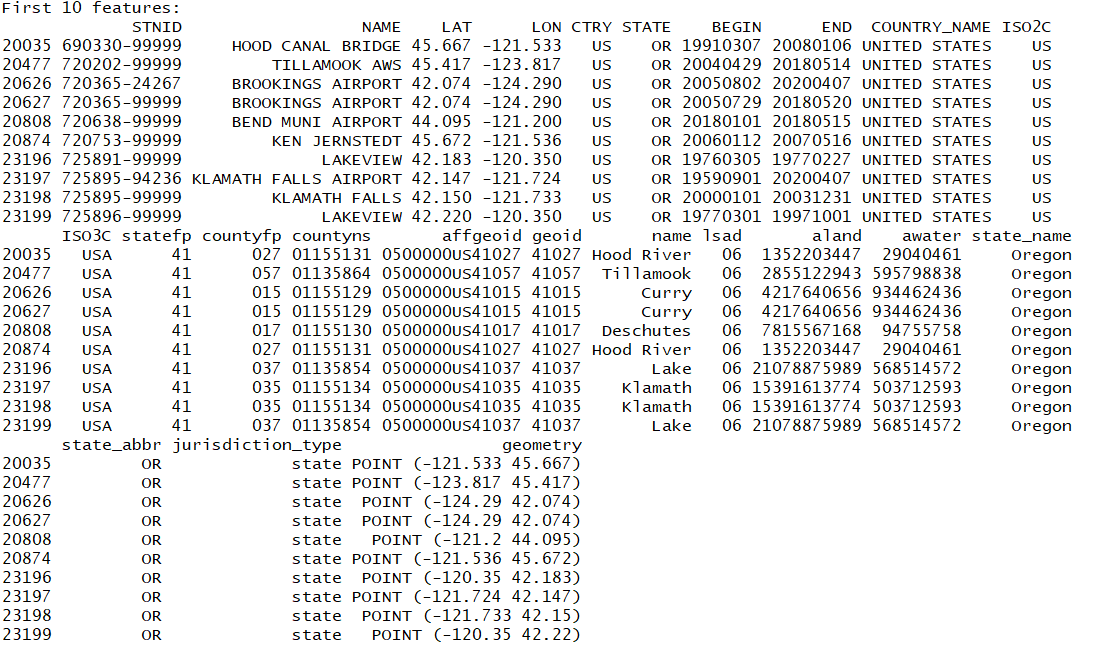 First 10 features:
             STNID                  NAME    LAT      LON CTRY STATE    BEGIN      END  COUNTRY_NAME ISO2C
20035 690330-99999     HOOD CANAL BRIDGE 45.667 -121.533   US    OR 19910307 20080106 UNITED STATES    US
20477 720202-99999         TILLAMOOK AWS 45.417 -123.817   US    OR 20040429 20180514 UNITED STATES    US
20626 720365-24267     BROOKINGS AIRPORT 42.074 -124.290   US    OR 20050802 20200407 UNITED STATES    US
20627 720365-99999     BROOKINGS AIRPORT 42.074 -124.290   US    OR 20050729 20180520 UNITED STATES    US
20808 720638-99999     BEND MUNI AIRPORT 44.095 -121.200   US    OR 20180101 20180515 UNITED STATES    US
20874 720753-99999         KEN JERNSTEDT 45.672 -121.536   US    OR 20060112 20070516 UNITED STATES    US
23196 725891-99999              LAKEVIEW 42.183 -120.350   US    OR 19760305 19770227 UNITED STATES    US
23197 725895-94236 KLAMATH FALLS AIRPORT 42.147 -121.724   US    OR 19590901 20200407 UNITED STATES    US
23198 725895-99999         KLAMATH FALLS 42.150 -121.733   US    OR 20000101 20031231 UNITED STATES    US
23199 725896-99999              LAKEVIEW 42.220 -120.350   US    OR 19770301 19971001 UNITED STATES    US
      ISO3C statefp countyfp countyns       affgeoid geoid       name lsad       aland    awater state_name
20035   USA      41      027 01155131 0500000US41027 41027 Hood River   06  1352203447  29040461     Oregon
20477   USA      41      057 01135864 0500000US41057 41057  Tillamook   06  2855122943 595798838     Oregon
20626   USA      41      015 01155129 0500000US41015 41015      Curry   06  4217640656 934462436     Oregon
20627   USA      41      015 01155129 0500000US41015 41015      Curry   06  4217640656 934462436     Oregon
20808   USA      41      017 01155130 0500000US41017 41017  Deschutes   06  7815567168  94755758     Oregon
20874   USA      41      027 01155131 0500000US41027 41027 Hood River   06  1352203447  29040461     Oregon
23196   USA      41      037 01135854 0500000US41037 41037       Lake   06 21078875989 568514572     Oregon
23197   USA      41      035 01155134 0500000US41035 41035    Klamath   06 15391613774 503712593     Oregon
23198   USA      41      035 01155134 0500000US41035 41035    Klamath   06 15391613774 503712593     Oregon
23199   USA      41      037 01135854 0500000US41037 41037       Lake   06 21078875989 568514572     Oregon
      state_abbr jurisdiction_type                geometry
20035         OR             state POINT (-121.533 45.667)
20477         OR             state POINT (-123.817 45.417)
20626         OR             state  POINT (-124.29 42.074)
20627         OR             state  POINT (-124.29 42.074)
20808         OR             state   POINT (-121.2 44.095)
20874         OR             state POINT (-121.536 45.672)
23196         OR             state  POINT (-120.35 42.183)
23197         OR             state POINT (-121.724 42.147)
23198         OR             state  POINT (-121.733 42.15)
23199         OR             state   POINT (-120.35 42.22)